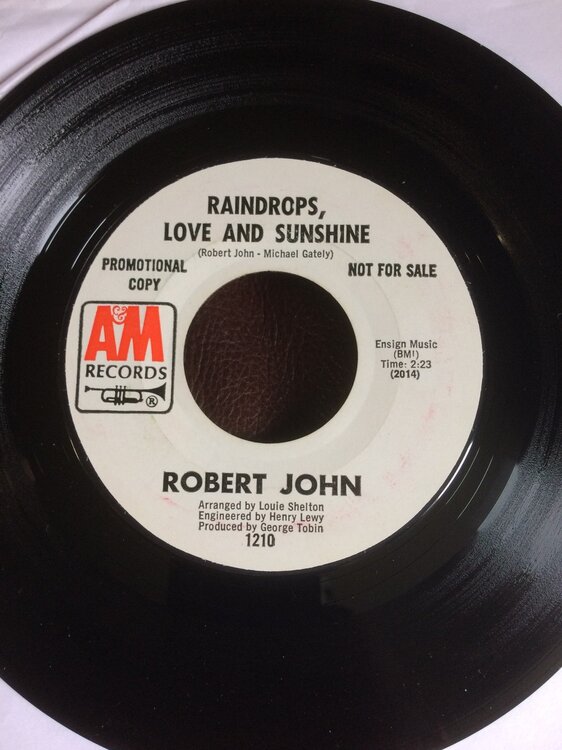 RAINDROPS,
LOVE AND SUNSHINE
(Robert John - Michael Gately)
PROMOTIONAL
COPY
NOT FOR SALE
A&M
RECORDS
®
Ensign Music
(BMI)
Time: 2:23
(2014)
ROBERT JOHN
Arranged by Louie Shelton
Engineered by Henry Lewy
Produced by George Tobin
1210